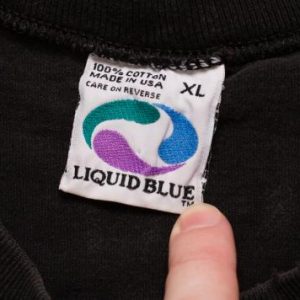 100% COTTON
MADE IN USA
CARE ON REVERSE
XL
LIQUID BLUE
TM